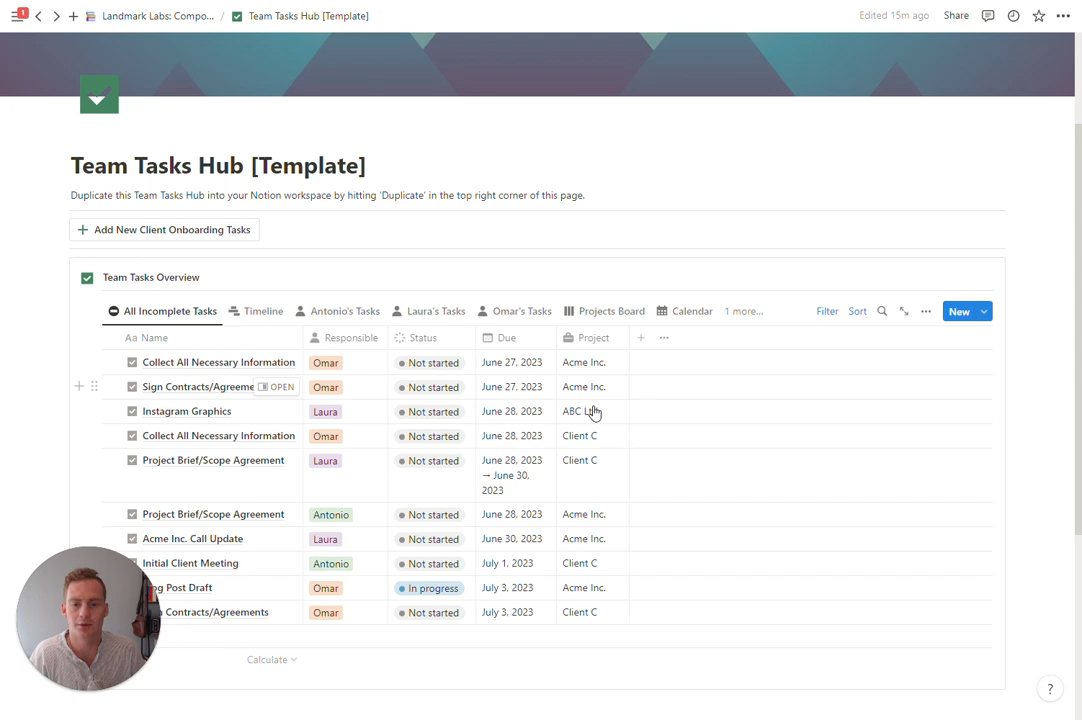 1
Landmark Labs: Compo... / Team Tasks Hub [Template]
Edited 15m ago Share
Team Tasks Hub [Template]
Duplicate this Team Tasks Hub into your Notion workspace by hitting 'Duplicate' in the top right corner of this page.
Add New Client Onboarding Tasks
Team Tasks Overview
All Incomplete Tasks Timeline Antonio's Tasks Laura's Tasks Omar's Tasks Projects Board Calendar 1 more... Filter Sort New
Aa Name Responsible Status Due Project
Collect All Necessary Information Omar Not started June 27, 2023 Acme Inc.
Sign Contracts/Agreeme OPEN Omar Not started June 27, 2023 Acme Inc.
Instagram Graphics Laura Not started June 28, 2023 ABC
Collect All Necessary Information Omar Not started June 28, 2023 Client C
Project Brief/Scope Agreement Laura Not started June 28, 2023 Client C
→ June 30,
2023
Project Brief/Scope Agreement Antonio Not started June 28, 2023 Acme Inc.
Acme Inc. Call Update Laura Not started June 30, 2023 Acme Inc.
Initial Client Meeting Antonio Not started July 1, 2023 Client C
Post Draft Omar In progress July 3, 2023 Acme Inc.
Contracts/Agreements Omar Not started July 3, 2023 Client C
Calculate
?